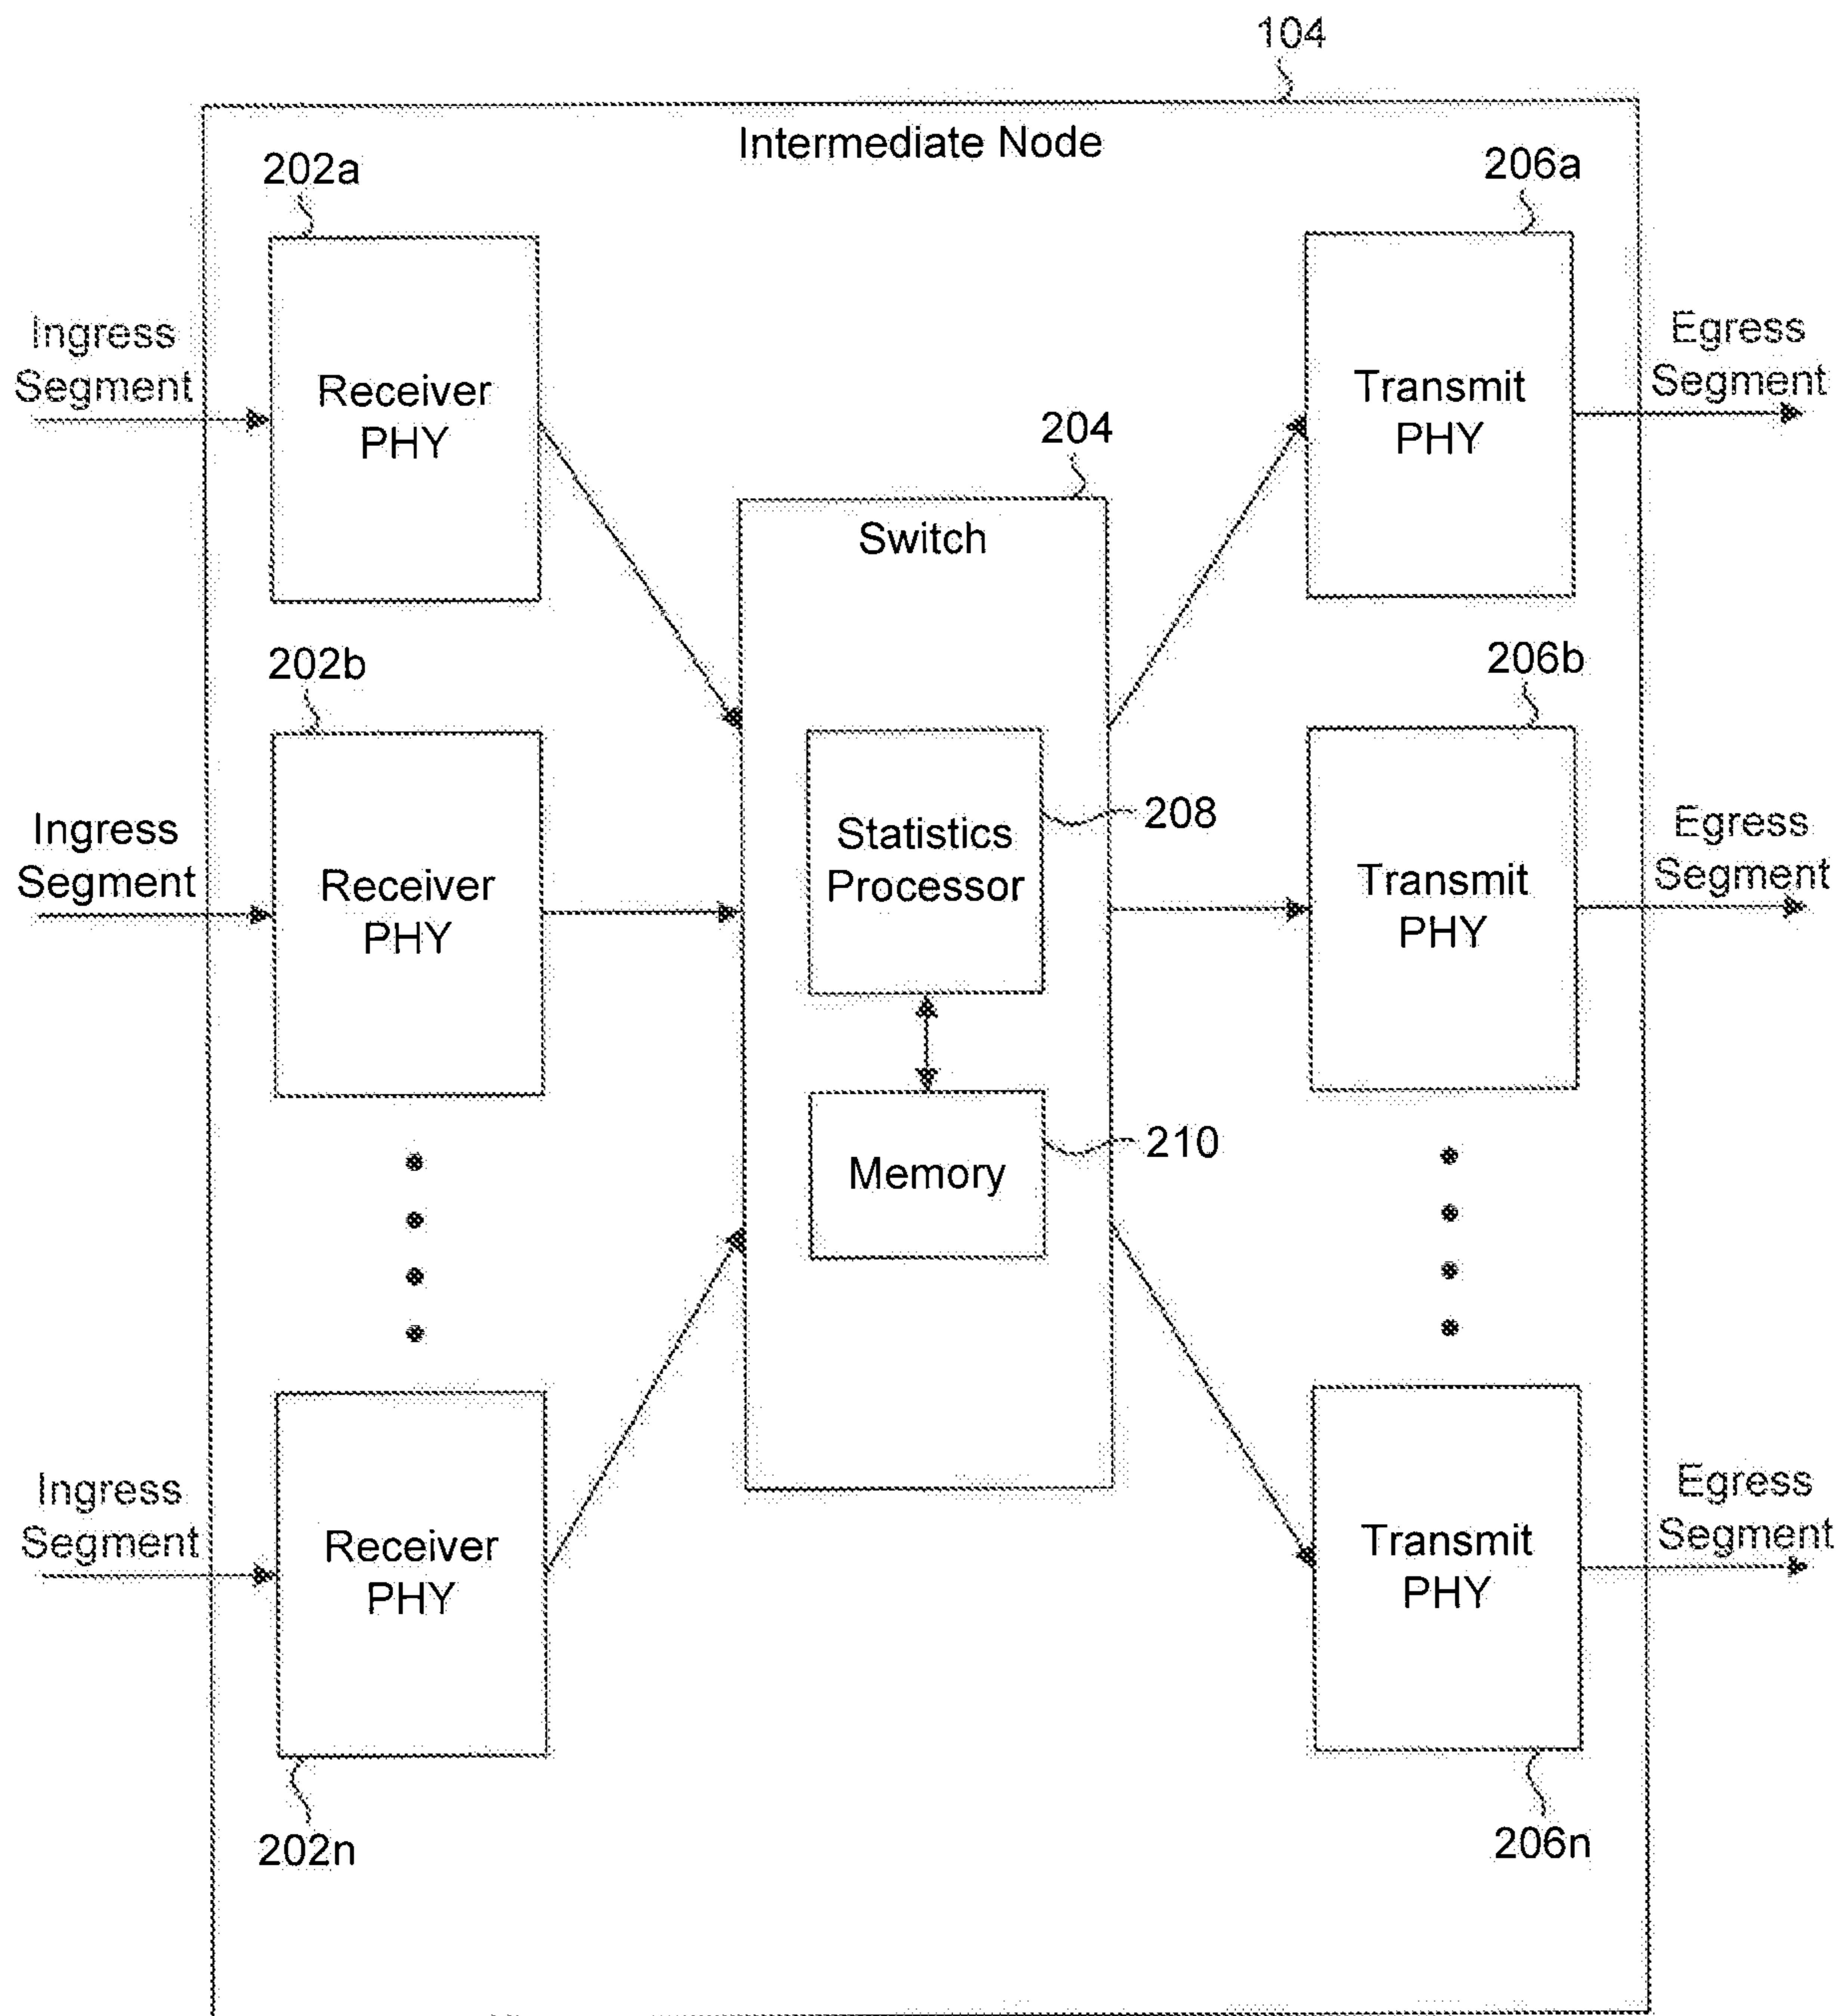 104
Intermediate Node
202a
206a
Ingress
Segment
Receiver
PHY
Transmit
PHY
Egress
Segment
204
Switch
202b
206b
Ingress
Segment
Receiver
PHY
Statistics
Processor
208
Transmit
PHY
Egress
Segment
Memory
210
Ingress
Segment
Receiver
PHY
Transmit
PHY
Egress
Segment
202n
206n